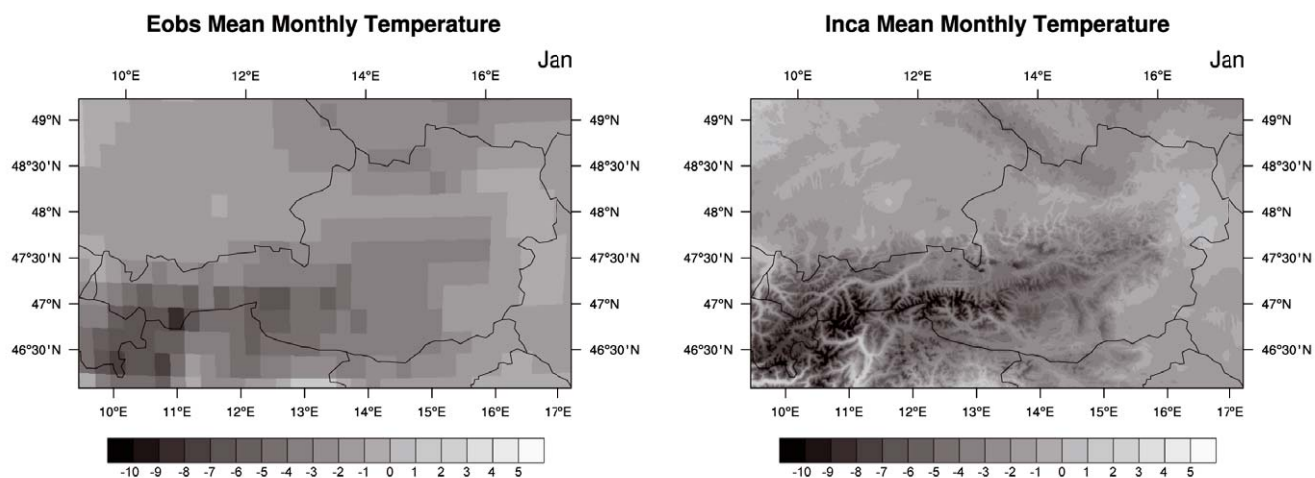 Eobs Mean Monthly Temperature
Jan
10°E 12°E 14°E 16°E
49°N 49°N
48°30'N 48°30'N
48°N 48°N
47°30'N 47°30'N
47°N 47°N
46°30'N 46°30'N
10°E 11°E 12°E 13°E 14°E 15°E 16°E 17°E
-10 -9 -8 -7 -6 -5 -4 -3 -2 -1 0 1 2 3 4 5
Inca Mean Monthly Temperature
Jan
10°E 12°E 14°E 16°E
49°N 49°N
48°30'N 48°30'N
48°N 48°N
47°30'N 47°30'N
47°N 47°N
46°30'N 46°30'N
10°E 11°E 12°E 13°E 14°E 15°E 16°E 17°E
-10 -9 -8 -7 -6 -5 -4 -3 -2 -1 0 1 2 3 4 5